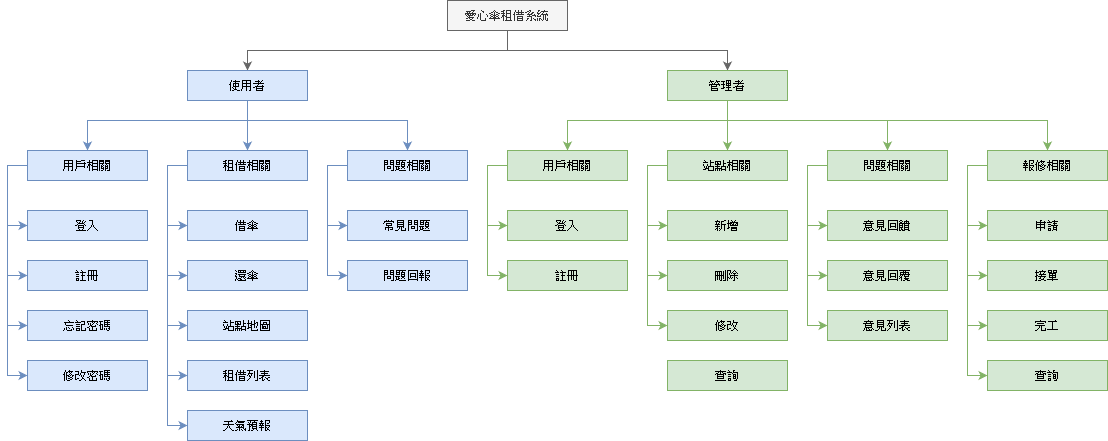 愛心傘租借系統
使用者
管理者
用戶相關
租借相關
問題相關
用戶相關
站點相關
問題相關
報修相關
登入
借傘
常見問題
登入
新增
意見回饋
申請
註冊
還傘
問題回報
註冊
刪除
意見回覆
接單
忘記密碼
站點地圖
修改
意見列表
完工
修改密碼
租借列表
查詢
查詢
天氣預報